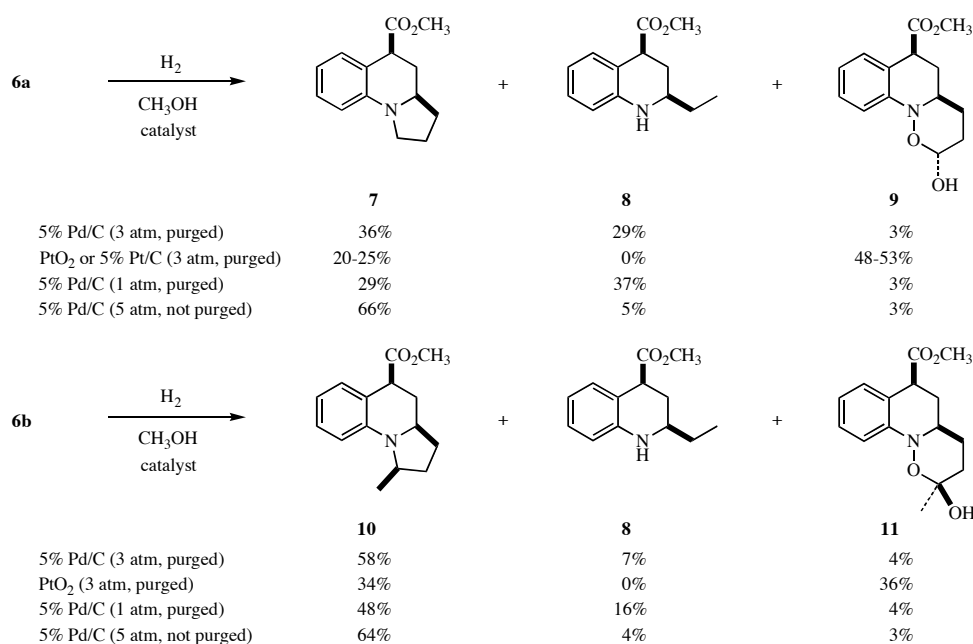 CO₂CH₃ CO₂CH₃ CO₂CH₃
6a H₂ + +
CH₃OH
catalyst
N N H N O
OH
7 8 9
5% Pd/C (3 atm, purged) 36% 29% 3%
PtO₂ or 5% Pt/C (3 atm, purged) 20-25% 0% 48-53%
5% Pd/C (1 atm, purged) 29% 37% 3%
5% Pd/C (5 atm, not purged) 66% 5% 3%
CO₂CH₃ CO₂CH₃ CO₂CH₃
6b H₂ + +
CH₃OH
catalyst
N N H N O
OH
10 8 11
5% Pd/C (3 atm, purged) 58% 7% 4%
PtO₂ (3 atm, purged) 34% 0% 36%
5% Pd/C (1 atm, purged) 48% 16% 4%
5% Pd/C (5 atm, not purged) 64% 4% 3%